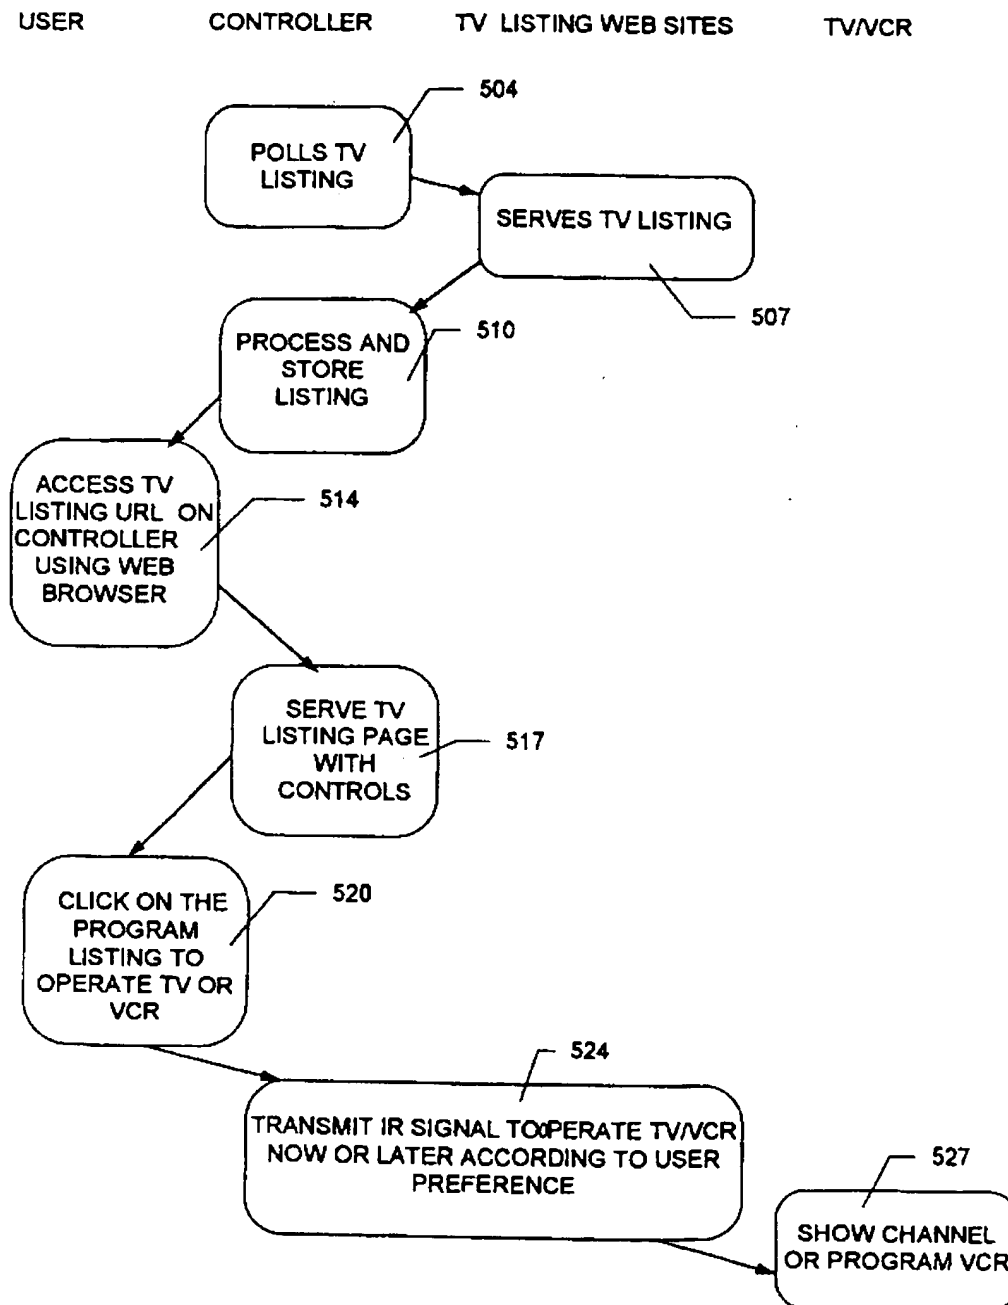 USER CONTROLLER TV LISTING WEB SITES TV/VCR
504
POLLS TV
LISTING
SERVES TV LISTING
507
510
PROCESS AND
STORE
LISTING
ACCESS TV
LISTING URL ON
CONTROLLER
USING WEB
BROWSER
514
SERVE TV
LISTING PAGE
WITH
CONTROLS
517
520
CLICK ON THE
PROGRAM
LISTING TO
OPERATE TV OR
VCR
524
TRANSMIT IR SIGNAL TO OPERATE TV/VCR
NOW OR LATER ACCORDING TO USER
PREFERENCE
527
SHOW CHANNEL
OR PROGRAM VCR